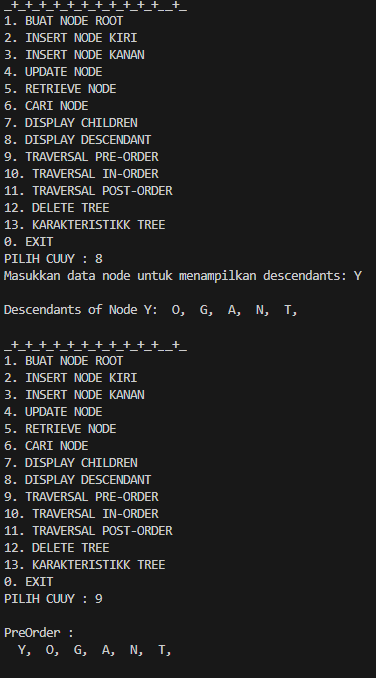 _+_+_+_+_+_+_+_+_+_+_+__+_
1. BUAT NODE ROOT
2. INSERT NODE KIRI
3. INSERT NODE KANAN
4. UPDATE NODE
5. RETRIEVE NODE
6. CARI NODE
7. DISPLAY CHILDREN
8. DISPLAY DESCENDANT
9. TRAVERSAL PRE-ORDER
10. TRAVERSAL IN-ORDER
11. TRAVERSAL POST-ORDER
12. DELETE TREE
13. KARAKTERISTIKK TREE
0. EXIT
PILIH CUUY : 8
Masukkan data node untuk menampilkan descendants: Y
Descendants of Node Y:  O,  G,  A,  N,  T,
_+_+_+_+_+_+_+_+_+_+_+__+_
1. BUAT NODE ROOT
2. INSERT NODE KIRI
3. INSERT NODE KANAN
4. UPDATE NODE
5. RETRIEVE NODE
6. CARI NODE
7. DISPLAY CHILDREN
8. DISPLAY DESCENDANT
9. TRAVERSAL PRE-ORDER
10. TRAVERSAL IN-ORDER
11. TRAVERSAL POST-ORDER
12. DELETE TREE
13. KARAKTERISTIKK TREE
0. EXIT
PILIH CUUY : 9
PreOrder :
Y,  O,  G,  A,  N,  T,